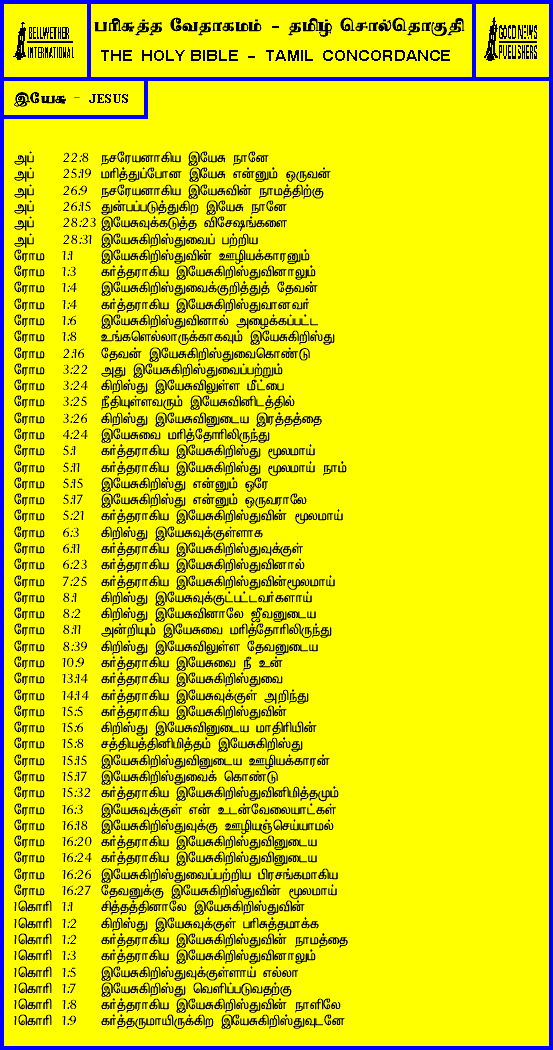 BELLWETHER
INTERNATIONAL
பரிசுத்த வேதாகமம் - தமிழ் சொல்தொகுதி
THE HOLY BIBLE - TAMIL CONCORDANCE
GOOD NEWS
PUBLISHERS
இயேசு - JESUS
அப் 22:8 நசரேயனாகிய இயேசு நானே
அப் 25:19 மரித்துப்போன இயேசு என்னும் ஒருவன்
அப் 26:9 நசரேயனாகிய இயேசுவின் நாமத்திற்கு
அப் 26:15 துன்பப்படுத்துகிற இயேசு நானே
அப் 28:23 இயேசுவுக்கடுத்த விசேஷங்களை
அப் 28:31 இயேசுகிறிஸ்துவைப் பற்றிய
ரோம 1:1 இயேசுகிறிஸ்துவின் ஊழியக்காரனும்
ரோம 1:3 கர்த்தராகிய இயேசுகிறிஸ்துவினாலும்
ரோம 1:4 இயேசுகிறிஸ்துவைக்குறித்துத் தேவன்
ரோம 1:4 கர்த்தராகிய இயேசுகிறிஸ்துவானவர்
ரோம 1:6 இயேசுகிறிஸ்துவினால் அழைக்கப்பட்ட
ரோம 1:8 உங்களெல்லாருக்காகவும் இயேசுகிறிஸ்து
ரோம 2:16 தேவன் இயேசுகிறிஸ்துவைகொண்டு
ரோம 3:22 அது இயேசுகிறிஸ்துவைப்பற்றும்
ரோம 3:24 கிறிஸ்து இயேசுவிலுள்ள மீட்பை
ரோம 3:25 நீதியுள்ளவரும் இயேசுவினிடத்தில்
ரோம 3:26 கிறிஸ்து இயேசுவினுடைய இரத்தத்தை
ரோம 4:24 இயேசுவை மரித்தோரிலிருந்து
ரோம 5:1 கர்த்தராகிய இயேசுகிறிஸ்து மூலமாய்
ரோம 5:11 கர்த்தராகிய இயேசுகிறிஸ்து மூலமாய் நாம்
ரோம 5:15 இயேசுகிறிஸ்து என்னும் ஒரே
ரோம 5:17 இயேசுகிறிஸ்து என்னும் ஒருவராலே
ரோம 5:21 கர்த்தராகிய இயேசுகிறிஸ்துவின் மூலமாய்
ரோம 6:3 கிறிஸ்து இயேசுவுக்குள்ளாக
ரோம 6:11 கர்த்தராகிய இயேசுகிறிஸ்துவுக்குள்
ரோம 6:23 கர்த்தராகிய இயேசுகிறிஸ்துவினால்
ரோம 7:25 கர்த்தராகிய இயேசுகிறிஸ்துவின்மூலமாய்
ரோம 8:1 கிறிஸ்து இயேசுவுக்குட்பட்டவர்களாய்
ரோம 8:2 கிறிஸ்து இயேசுவினாலே ஜீவனுடைய
ரோம 8:11 அன்றியும் இயேசுவை மரித்தோரிலிருந்து
ரோம 8:39 கிறிஸ்து இயேசுவிலுள்ள தேவனுடைய
ரோம 10:9 கர்த்தராகிய இயேசுவை நீ உன்
ரோம 13:14 கர்த்தராகிய இயேசுகிறிஸ்துவை
ரோம 14:14 கர்த்தராகிய இயேசுவுக்குள் அறிந்து
ரோம 15:5 கர்த்தராகிய இயேசுகிறிஸ்துவின்
ரோம 15:6 கிறிஸ்து இயேசுவினுடைய மாதிரியின்
ரோம 15:8 சத்தியத்தினிமித்தம் இயேசுகிறிஸ்து
ரோம 15:15 இயேசுகிறிஸ்துவினுடைய ஊழியக்காரன்
ரோம 15:17 இயேசுகிறிஸ்துவைக் கொண்டு
ரோம 15:32 கர்த்தராகிய இயேசுகிறிஸ்துவினிமித்தமும்
ரோம 16:3 இயேசுவுக்குள் என் உடன்வேலையாட்கள்
ரோம 16:18 இயேசுகிறிஸ்துவுக்கு ஊழியஞ்செய்யாமல்
ரோம 16:20 கர்த்தராகிய இயேசுகிறிஸ்துவினுடைய
ரோம 16:24 கர்த்தராகிய இயேசுகிறிஸ்துவினுடைய
ரோம 16:26 இயேசுகிறிஸ்துவைப்பற்றிய பிரசங்கமாகிய
ரோம 16:27 தேவனுக்கு இயேசுகிறிஸ்துவின் மூலமாய்
1கொரி 1:1 சித்தத்தினாலே இயேசுகிறிஸ்துவின்
1கொரி 1:2 கிறிஸ்து இயேசுவுக்குள் பரிசுத்தமாக்க
1கொரி 1:2 கர்த்தராகிய இயேசுகிறிஸ்துவின் நாமத்தை
1கொரி 1:3 கர்த்தராகிய இயேசுகிறிஸ்துவினாலும்
1கொரி 1:5 இயேசுகிறிஸ்துவுக்குள்ளாய் எல்லா
1கொரி 1:7 இயேசுகிறிஸ்து வெளிப்படுவதற்கு
1கொரி 1:8 கர்த்தராகிய இயேசுகிறிஸ்துவின் நாளிலே
1கொரி 1:9 கர்த்தருமாயிருக்கிற இயேசுகிறிஸ்துவுடனே